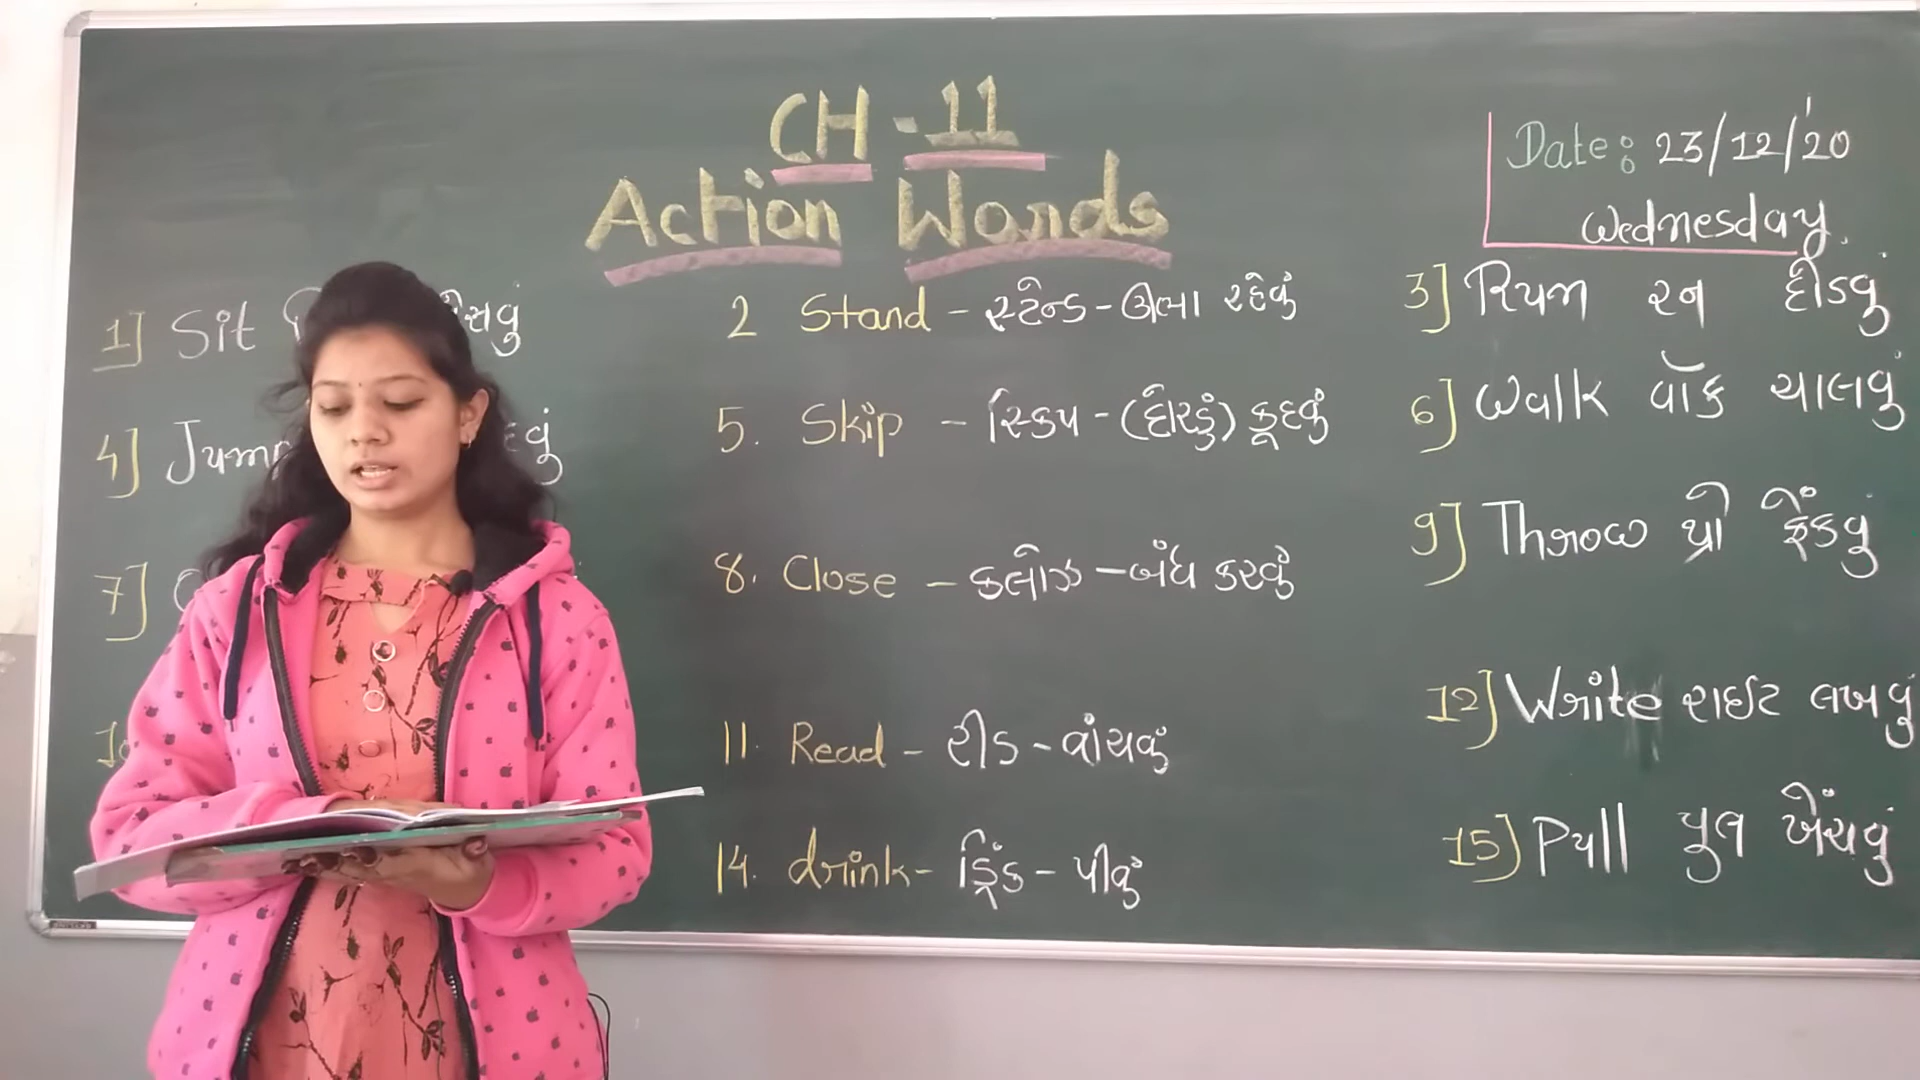 CH - 11
Action Words
Date: 23/12/'20
Wednesday.
1] Sit
2 Stand - સ્ટેન્ડ - ઊભા રહેવું
3] Run રન દોડવું
4] Jump
5. Skip - સ્કિપ - (દોરડું) કૂદવું
6] Walk વૉક ચાલવું
7]
8. Close - કલોઝ - બંધ કરવું
9] Throw થ્રો ફેંકવું
11. Read - રીડ - વાંચવું
12] Write રાઈટ લખવું
14. drink - ડ્રિંક - પીવું
15] Pull પુલ ખેંચવું